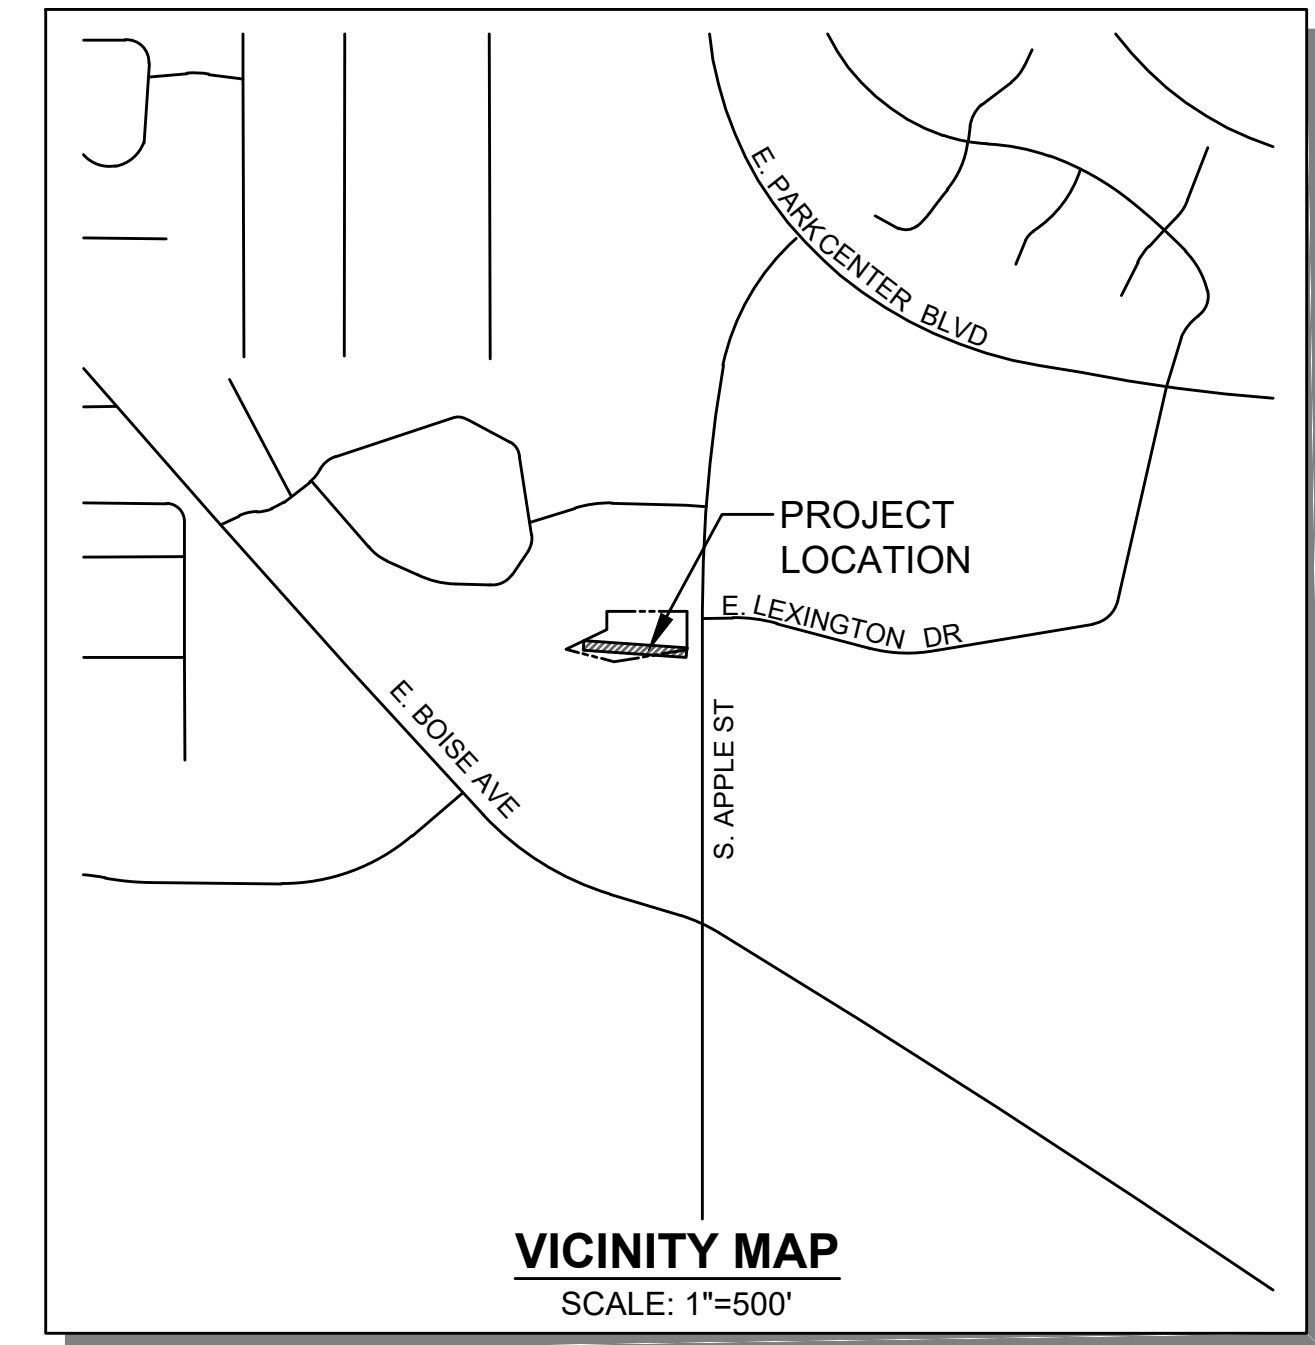 E. PARKCENTER BLVD
PROJECT
LOCATION
E. LEXINGTON DR
E. BOISE AVE
S. APPLE ST
VICINITY MAP
SCALE: 1"=500'